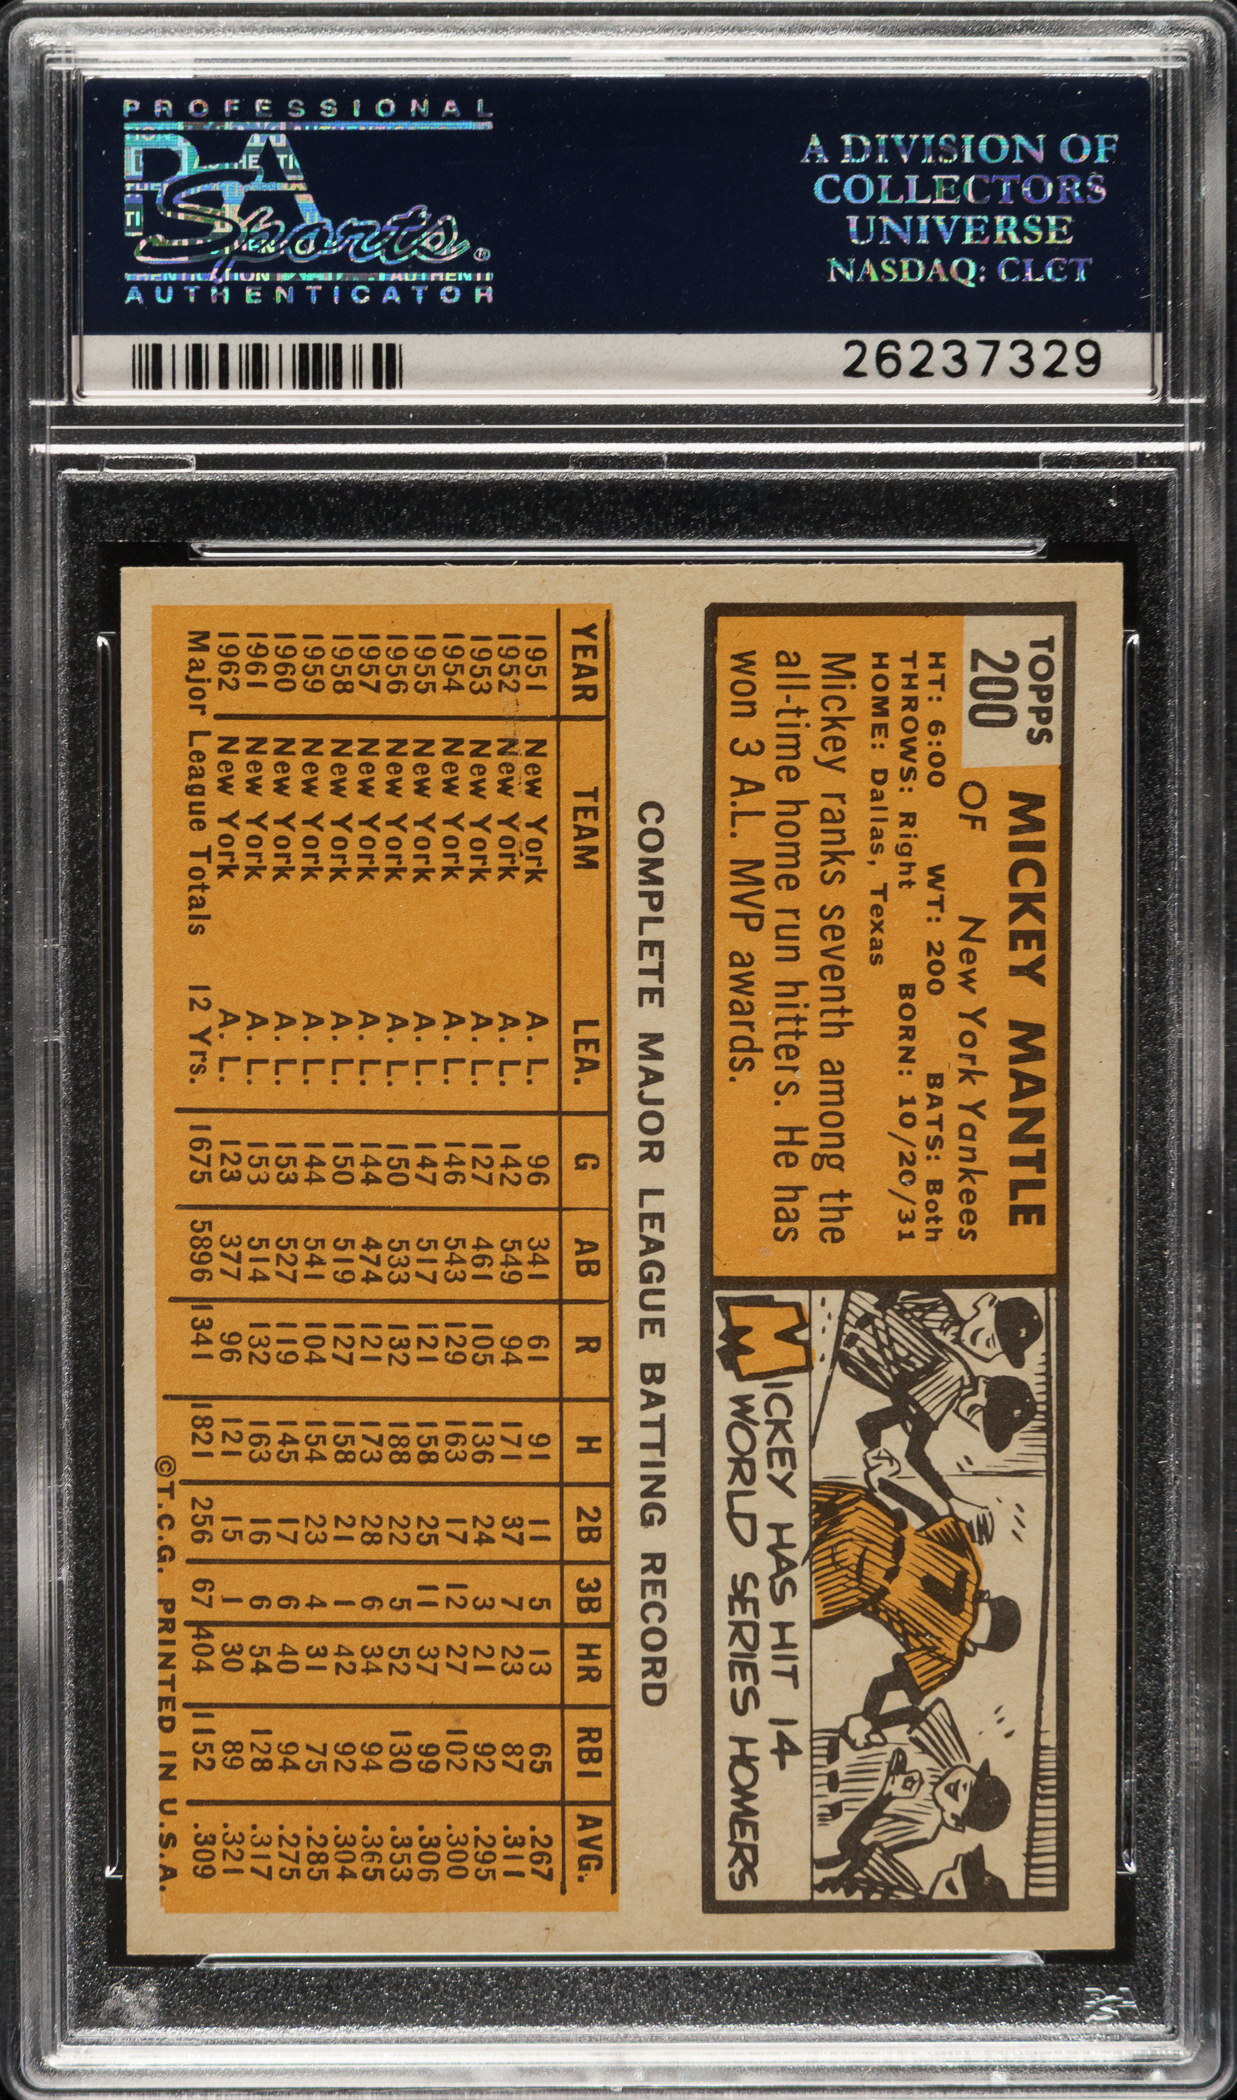 PROFESSIONAL
PSA
Sports®
AUTHENTICATOR
A DIVISION OF
COLLECTORS
UNIVERSE
NASDAQ: CLCT
26237329
TOPPS
200
MICKEY MANTLE
OF New York Yankees
HT: 6:00 WT: 200 BATS: Both
THROWS: Right BORN: 10/20/31
HOME: Dallas, Texas
Mickey ranks seventh among the
all-time home run hitters. He has
won 3 A.L. MVP awards.
MICKEY HAS HIT 14
WORLD SERIES HOMERS
COMPLETE MAJOR LEAGUE BATTING RECORD
YEAR TEAM LEA. G AB R H 2B 3B HR RBI AVG.
1951 New York A. L. 96 341 61 91 11 5 13 65 .267
1952 New York A. L. 142 549 94 171 37 7 23 87 .311
1953 New York A. L. 127 461 105 136 24 3 21 92 .295
1954 New York A. L. 146 543 129 163 17 12 27 102 .300
1955 New York A. L. 147 517 121 158 25 11 37 99 .306
1956 New York A. L. 150 533 132 188 22 5 52 130 .353
1957 New York A. L. 144 474 121 173 28 6 34 94 .365
1958 New York A. L. 150 519 127 158 21 1 42 92 .304
1959 New York A. L. 144 541 104 154 23 4 31 75 .285
1960 New York A. L. 153 527 119 145 17 6 40 94 .275
1961 New York A. L. 153 514 132 163 16 6 54 128 .317
1962 New York A. L. 123 377 96 121 15 1 30 89 .321
Major League Totals 12 Yrs. 1675 5896 1341 1821 256 67 404 1152 .309
©T.C.G. PRINTED IN U.S.A.